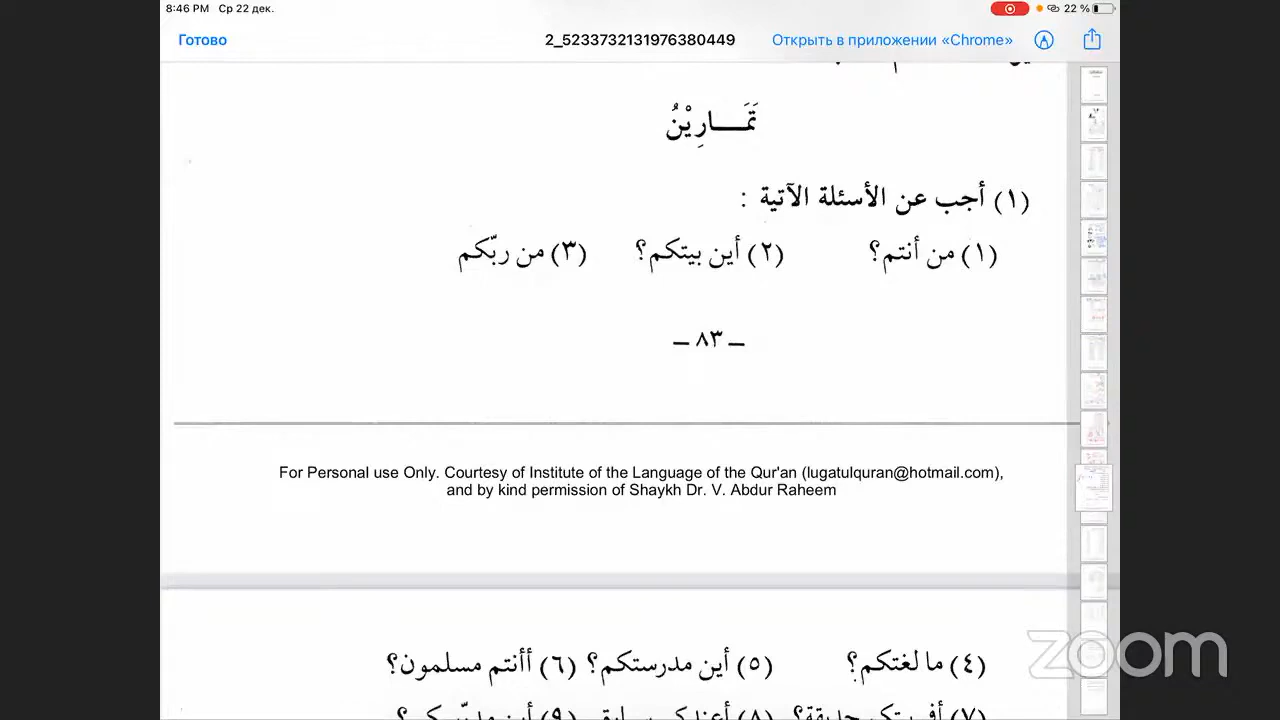 8:46 PM Ср 22 дек. 22 %
Готово 2_5233732131976380449 Открыть в приложении «Chrome»
تَمَـــارِيْنُ
(١) أجب عن الأسئلة الآتية :
(١) من أنتم؟ (٢) أين بيتكم؟ (٣) من ربّكم
ــ ٨٣ ــ
For Personal use Only. Courtesy of Institute of the Language of the Qur'an (lugatulquran@hotmail.com),
and by kind permission of Shaykh Dr. V. Abdur Raheem
(٤) ما لغتكم؟ (٥) أين مدرستكم؟ (٦) أأنتم مسلمون؟
zoom